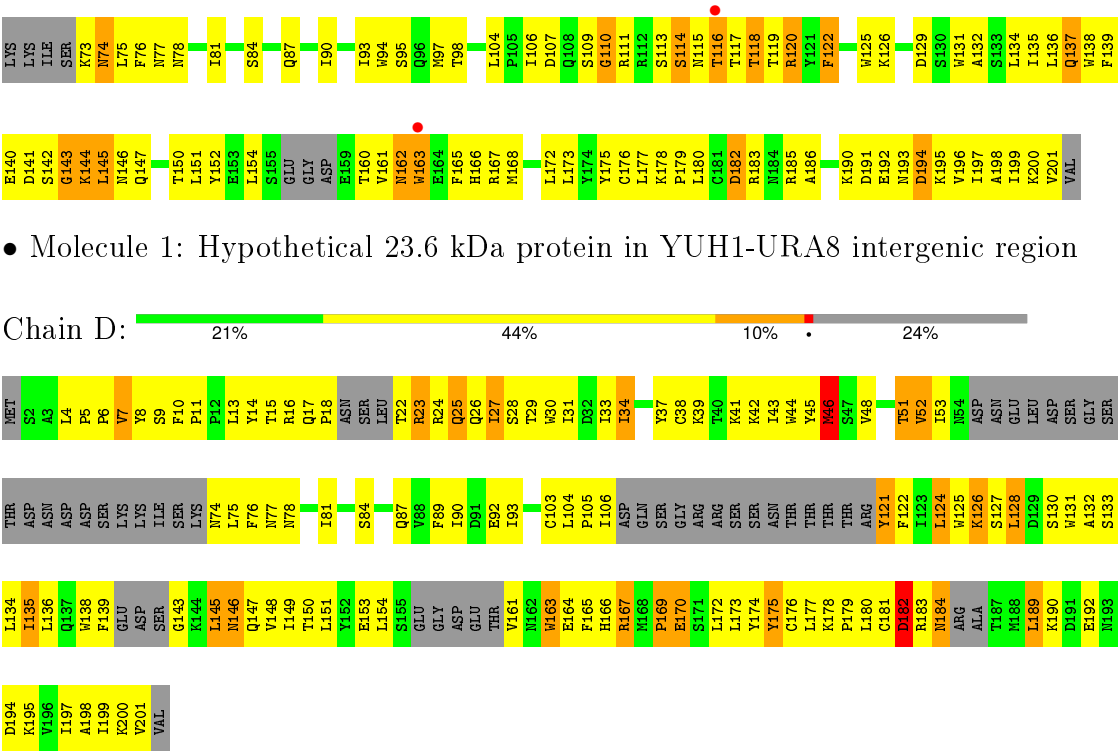 LYS LYS ILE SER K73 N74 L75 F76 N77 N78 I81 S84 Q87 I90 I93 W94 S95 Q96 M97 T98 L104 P105 I106 D107 Q108 S109 G110 R111 R112 S113 S114 N115 T116 T117 T118 T119 R120 Y121 F122 W125 K126 D129 S130 W131 A132 S133 L134 I135 L136 Q137 W138 F139
E140 D141 S142 G143 K144 L145 N146 Q147 T150 L151 Y152 E153 L154 S155 GLU GLY ASP E159 T160 V161 N162 W163 E164 F165 H166 R167 M168 L172 L173 Y174 Y175 C176 L177 K178 P179 L180 C181 D182 R183 N184 R185 A186 K190 D191 E192 N193 D194 K195 V196 I197 A198 I199 K200 V201 VAL
• Molecule 1: Hypothetical 23.6 kDa protein in YUH1-URA8 intergenic region
Chain D: 21% 44% 10% • 24%
MET S2 A3 L4 P5 P6 V7 Y8 S9 F10 P11 P12 L13 Y14 T15 R16 Q17 P18 ASN SER LEU T22 R23 R24 Q25 Q26 I27 S28 T29 W30 I31 D32 I33 I34 Y37 C38 K39 T40 K41 K42 I43 W44 Y45 M46 S47 V48 T51 V52 I53 N54 ASP ASN GLU LEU ASP SER GLY SER
THR ASP ASN ASP ASP SER LYS LYS ILE SER LYS N74 L75 F76 N77 N78 I81 S84 Q87 V88 F89 I90 D91 E92 I93 C103 L104 P105 I106 ASP GLN SER GLY ARG ARG SER SER ASN THR THR THR THR ARG Y121 F122 I123 L124 W125 K126 S127 L128 D129 S130 W131 A132 S133
L134 I135 L136 Q137 W138 F139 GLU ASP SER G143 K144 L145 N146 Q147 V148 I149 T150 L151 Y152 E153 L154 S155 GLU GLY ASP GLU THR V161 N162 W163 E164 F165 H166 R167 M168 P169 E170 S171 L172 L173 Y174 Y175 C176 L177 K178 P179 L180 C181 D182 R183 N184 ARG ALA T187 M188 L189 K190 D191 E192 N193
D194 K195 V196 I197 A198 I199 K200 V201 VAL